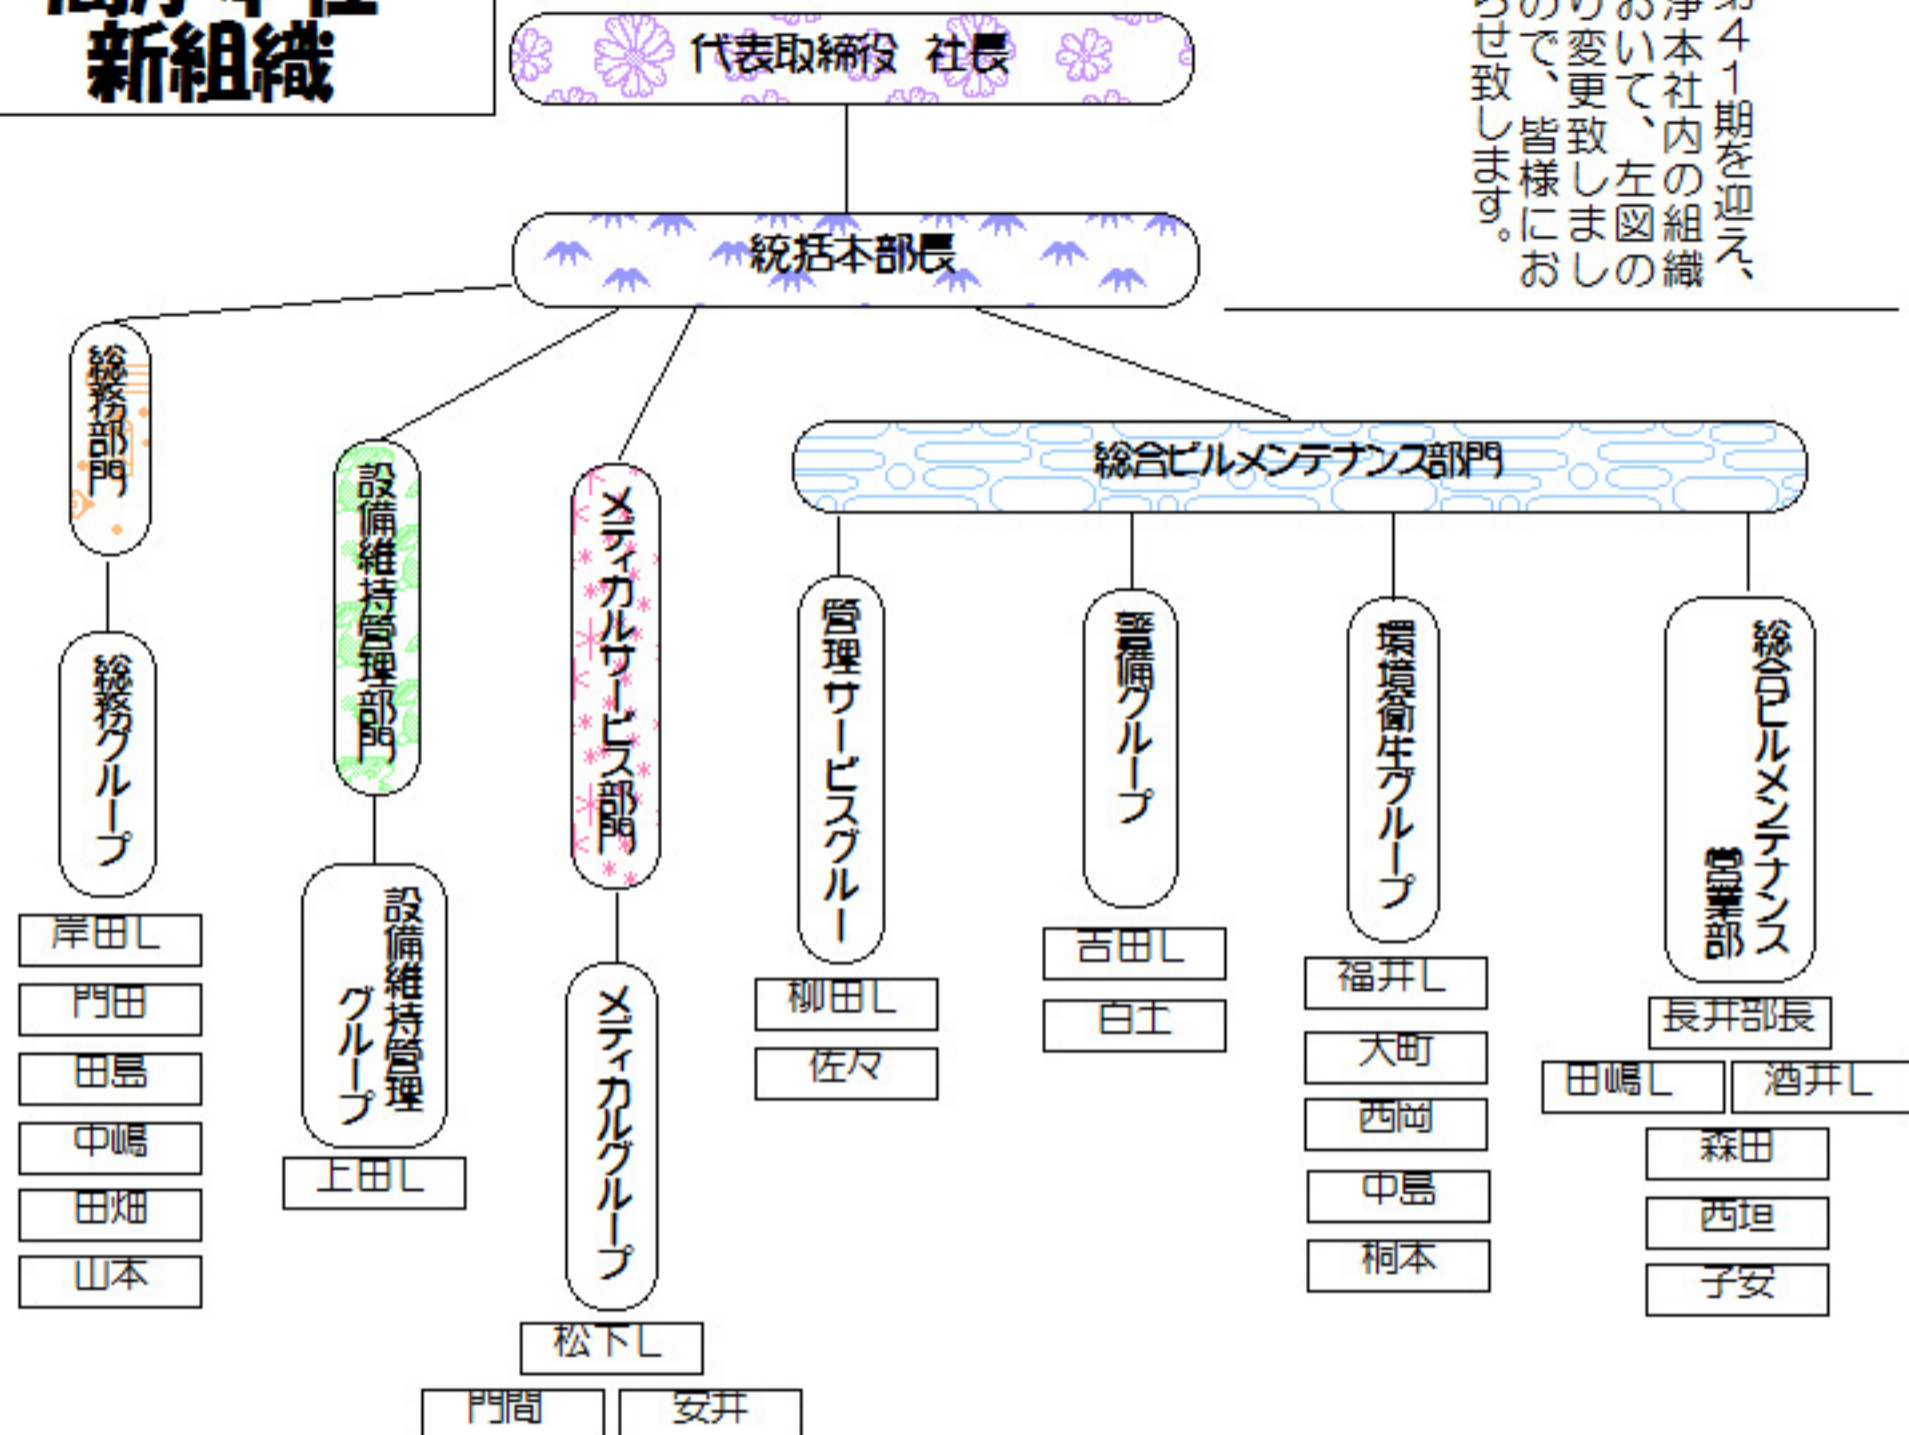 新組織
第41期を迎え、
浄本社内の組織
おいて、左図の
り変更致しまし
ので、皆様にお
らせ致します。
代表取締役 社長
統括本部長
総務部門
設備維持管理部門
メディカルサービス部門
総合ビルメンテナンス部門
総務グループ
岸田L
門田
田島
中嶋
田畑
山本
設備維持管理
グループ
上田L
メディカルグループ
松下L
門間
安井
管理サービスグルー
柳田L
佐々
警備グループ
吉田L
白土
環境衛生グループ
福井L
大町
西岡
中島
桐本
総合ビルメンテナンス
営業部
長井部長
田嶋L
酒井L
森田
西垣
子安